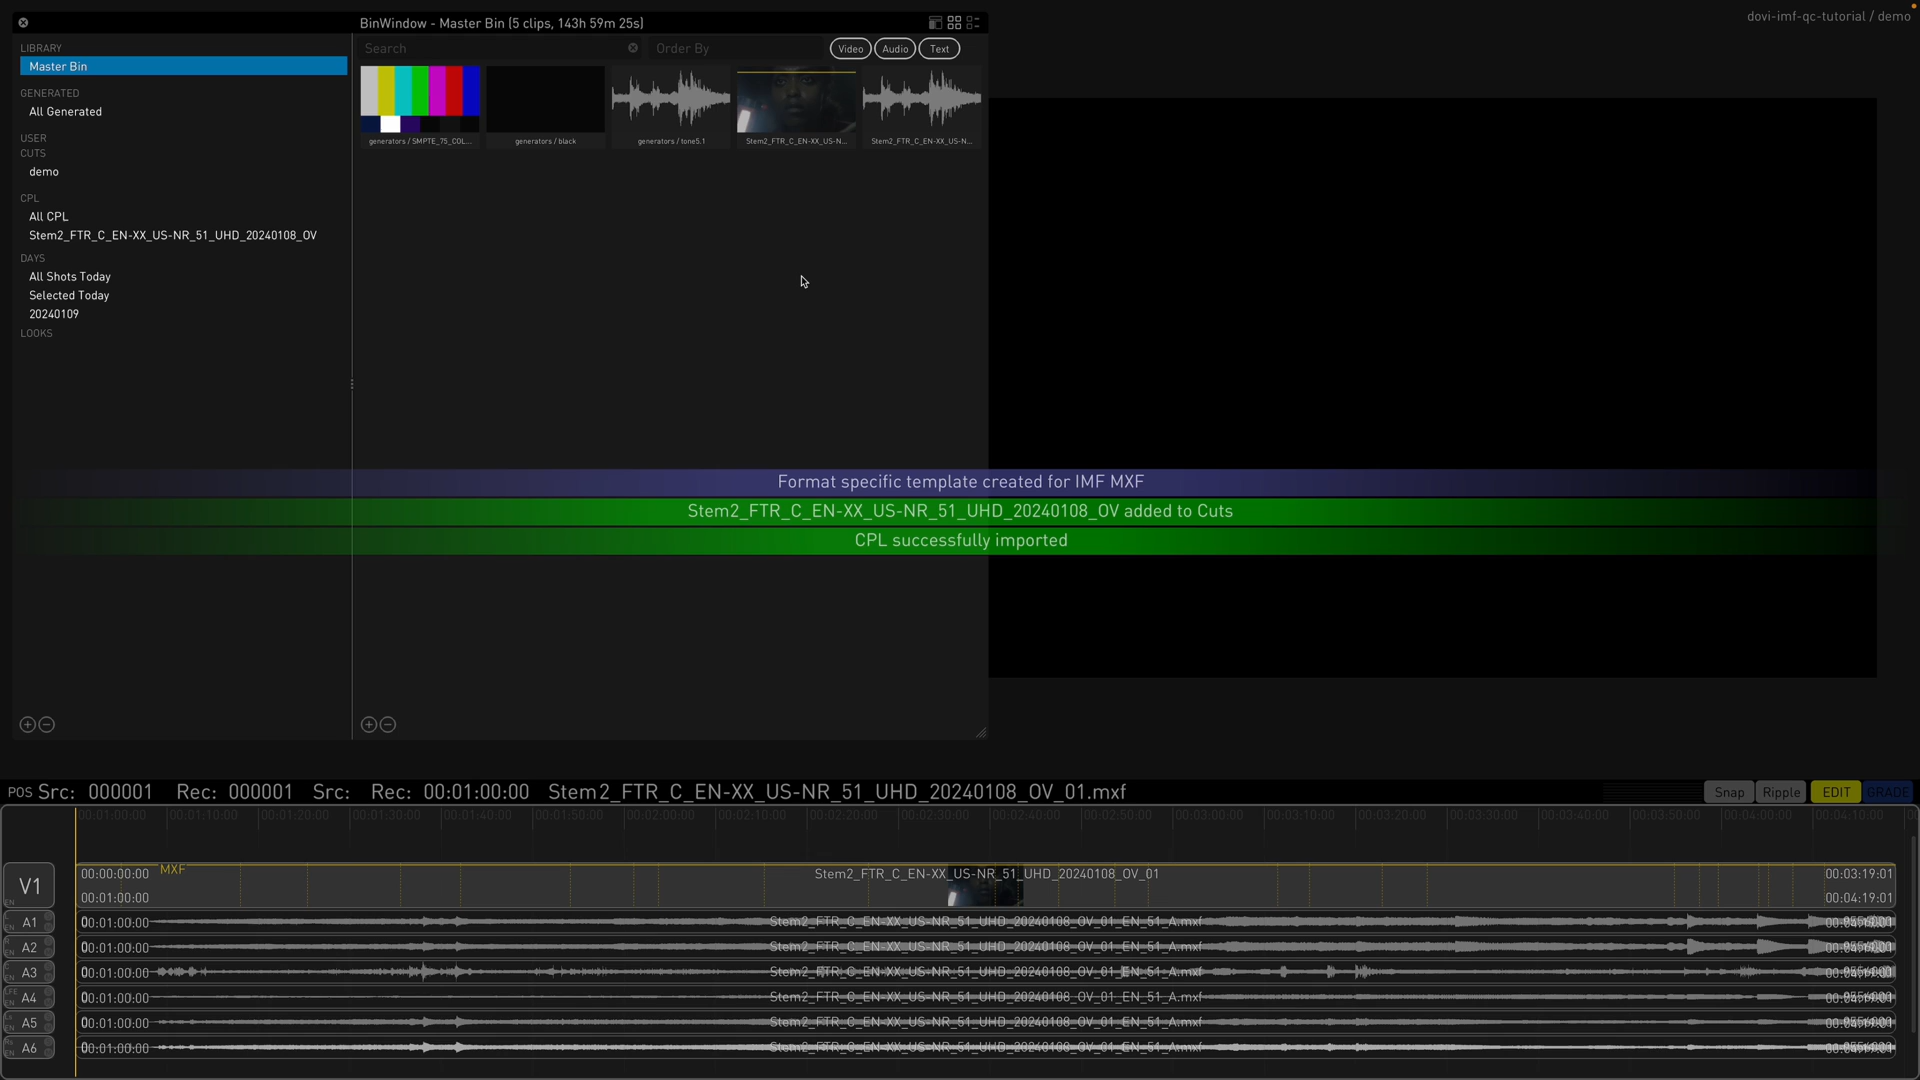 BinWindow - Master Bin (5 clips, 143h 59m 25s)
dovi-imf-qc-tutorial / demo
LIBRARY
Master Bin
GENERATED
All Generated
USER
CUTS
demo
CPL
All CPL
Stem2_FTR_C_EN-XX_US-NR_51_UHD_20240108_OV
DAYS
All Shots Today
Selected Today
20240109
LOOKS
Search
Order By
Video
Audio
Text
generators / SMPTE_75_COL...
generators / black
generators / tone5.1
Stem2_FTR_C_EN-XX_US-N...
Stem2_FTR_C_EN-XX_US-N...
Format specific template created for IMF MXF
Stem2_FTR_C_EN-XX_US-NR_51_UHD_20240108_OV added to Cuts
CPL successfully imported
POS Src: 000001 Rec: 000001 Src: Rec: 00:01:00:00 Stem2_FTR_C_EN-XX_US-NR_51_UHD_20240108_OV_01.mxf
Snap
Ripple
EDIT
GRADE
00:01:00:00 00:01:10:00 00:01:20:00 00:01:30:00 00:01:40:00 00:01:50:00 00:02:00:00 00:02:10:00 00:02:20:00 00:02:30:00 00:02:40:00 00:02:50:00 00:03:00:00 00:03:10:00 00:03:20:00 00:03:30:00 00:03:40:00 00:03:50:00 00:04:00:00 00:04:10:00
V1
EN
00:00:00:00 MXF Stem2_FTR_C_EN-XX_US-NR_51_UHD_20240108_OV_01 00:03:19:01
00:01:00:00 00:04:19:01
A1 00:01:00:00 Stem2_FTR_C_EN-XX_US-NR_51_UHD_20240108_OV_01_EN_51_A.mxf
A2 00:01:00:00 Stem2_FTR_C_EN-XX_US-NR_51_UHD_20240108_OV_01_EN_51_A.mxf
A3 00:01:00:00 Stem2_FTR_C_EN-XX_US-NR_51_UHD_20240108_OV_01_EN_51_A.mxf
A4 00:01:00:00 Stem2_FTR_C_EN-XX_US-NR_51_UHD_20240108_OV_01_EN_51_A.mxf
A5 00:01:00:00 Stem2_FTR_C_EN-XX_US-NR_51_UHD_20240108_OV_01_EN_51_A.mxf
A6 00:01:00:00 Stem2_FTR_C_EN-XX_US-NR_51_UHD_20240108_OV_01_EN_51_A.mxf